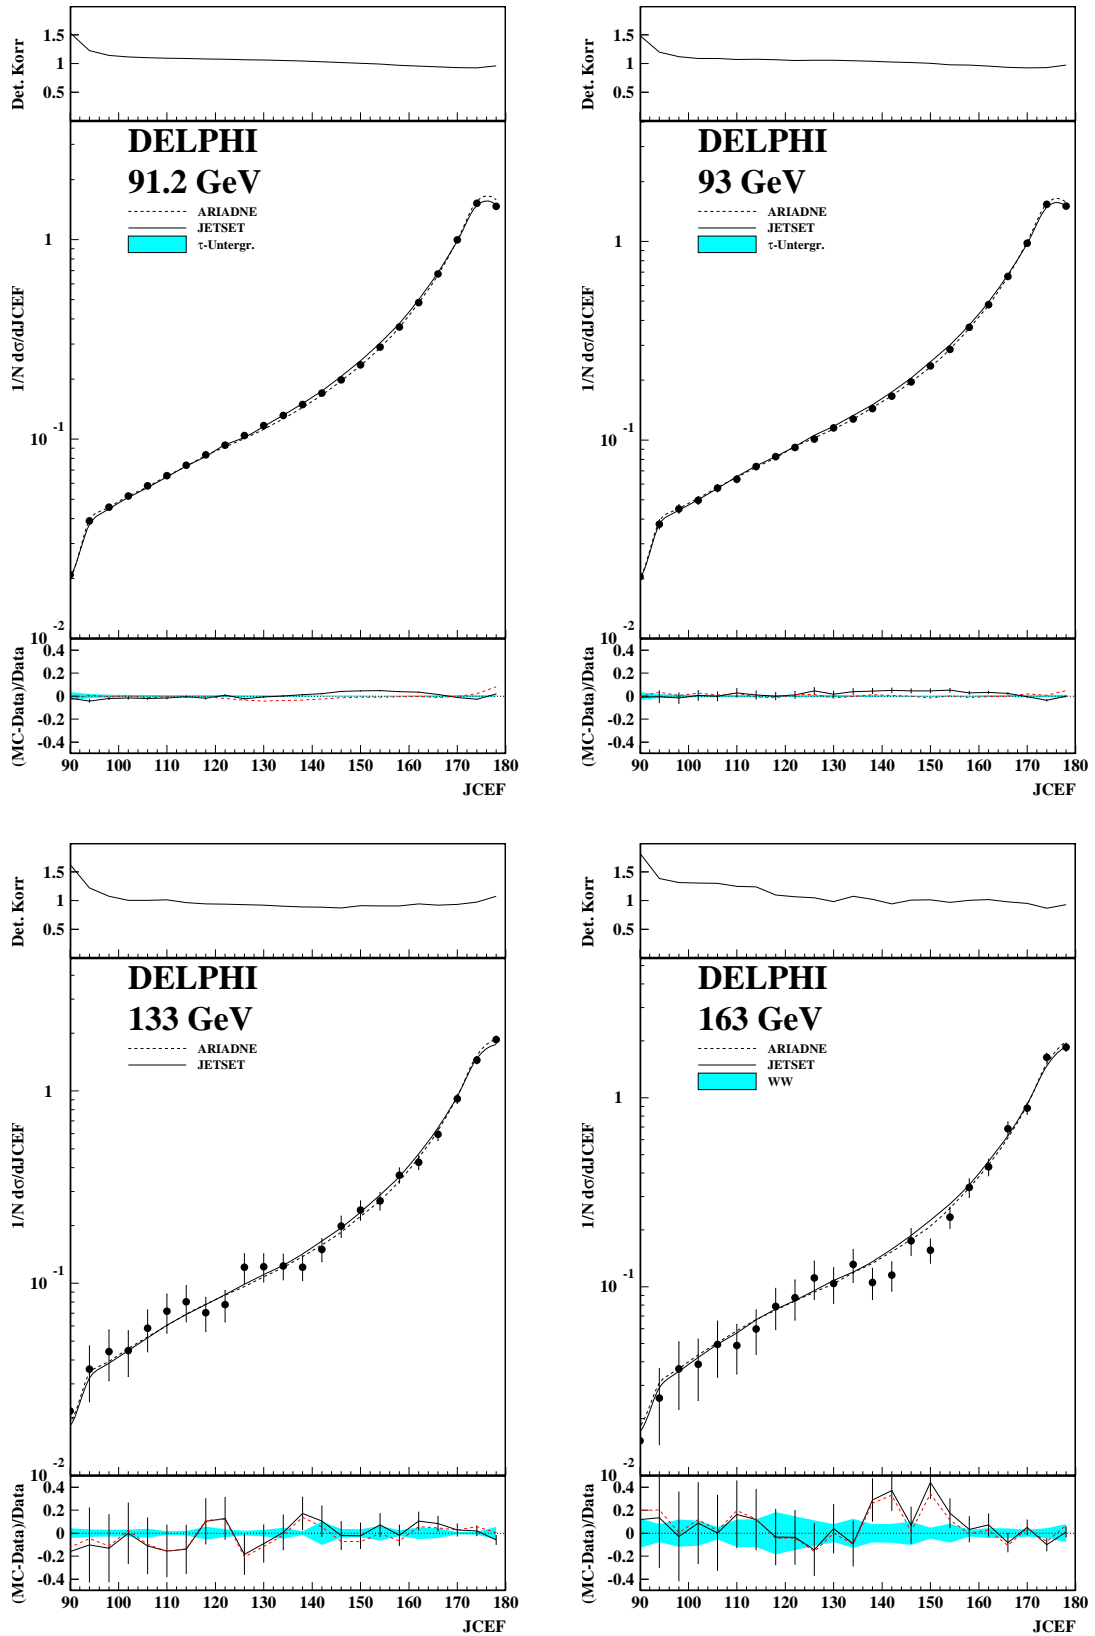 Det. Korr
1.5
1
0.5
DELPHI
91.2 GeV
ARIADNE
JETSET
τ-Untergr.
1/N dσ/dJCEF
1
10 -1
10 -2
(MC-Data)/Data
0.4
0.2
0
-0.2
-0.4
90 100 110 120 130 140 150 160 170 180
JCEF
Det. Korr
1.5
1
0.5
DELPHI
93 GeV
ARIADNE
JETSET
τ-Untergr.
1/N dσ/dJCEF
1
10 -1
10 -2
(MC-Data)/Data
0.4
0.2
0
-0.2
-0.4
90 100 110 120 130 140 150 160 170 180
JCEF
Det. Korr
1.5
1
0.5
DELPHI
133 GeV
ARIADNE
JETSET
1/N dσ/dJCEF
1
10 -1
10 -2
(MC-Data)/Data
0.4
0.2
0
-0.2
-0.4
90 100 110 120 130 140 150 160 170 180
JCEF
Det. Korr
1.5
1
0.5
DELPHI
163 GeV
ARIADNE
JETSET
WW
1/N dσ/dJCEF
1
10 -1
10 -2
(MC-Data)/Data
0.4
0.2
0
-0.2
-0.4
90 100 110 120 130 140 150 160 170 180
JCEF